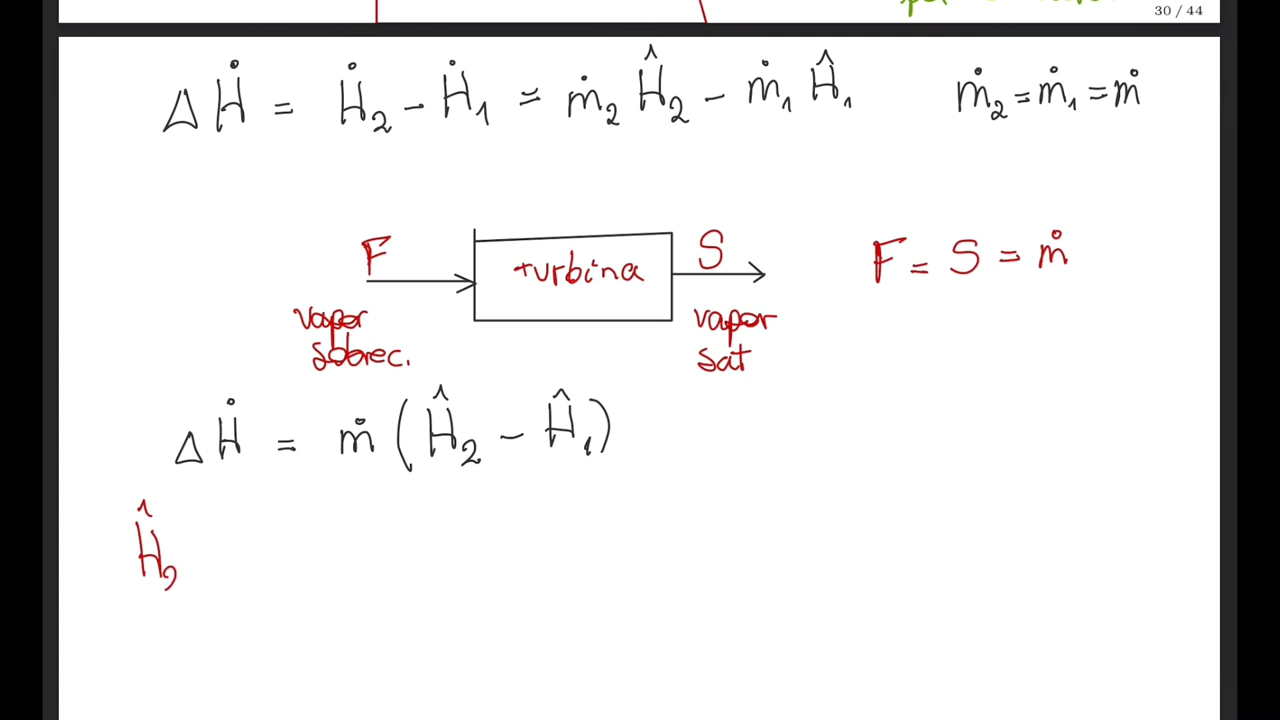 30 / 44
ΔḢ = Ḣ₂ - Ḣ₁ = ṁ₂ Ĥ₂ - ṁ₁ Ĥ₁ ṁ₂ = ṁ₁ = ṁ
F turbina S F = S = ṁ
vapor sobrec.
vapor sat
ΔḢ = ṁ (Ĥ₂ - Ĥ₁)
Ĥ₂